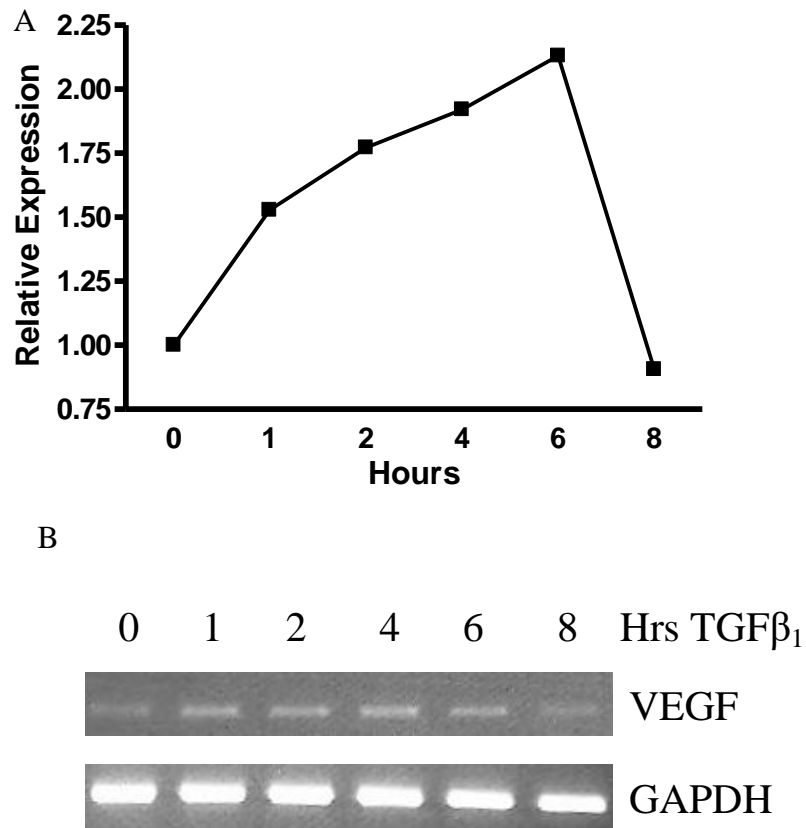 A
2.25
2.00
1.75
1.50
1.25
1.00
0.75
Relative Expression
0 1 2 4 6 8
Hours
B
0 1 2 4 6 8 Hrs TGFβ₁
VEGF
GAPDH